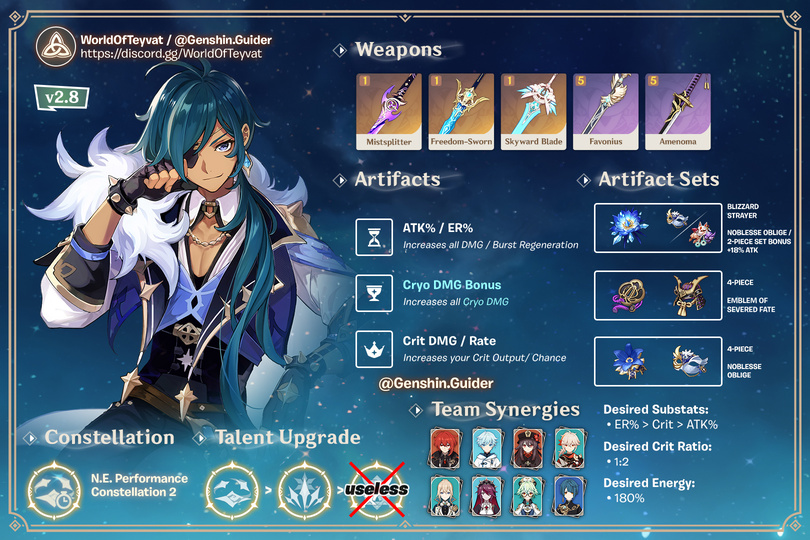 WorldOfTeyvat / @Genshin.Guider
https://discord.gg/WorldOfTeyvat
v2.8
Weapons
1
1
1
5
5
Mistsplitter
Freedom-Sworn
Skyward Blade
Favonius
Amenoma
Artifacts
ATK% / ER%
Increases all DMG / Burst Regeneration
Cryo DMG Bonus
Increases all Cryo DMG
Crit DMG / Rate
Increases your Crit Output/ Chance
@Genshin.Guider
Artifact Sets
BLIZZARD
STRAYER
NOBLESSE OBLIGE /
2-PIECE SET BONUS
+18% ATK
4-PIECE
EMBLEM OF
SEVERED FATE
4-PIECE
NOBLESSE
OBLIGE
Constellation
N.E. Performance
Constellation 2
Talent Upgrade
>
>
useless
Team Synergies
Desired Substats:
• ER% > Crit > ATK%
Desired Crit Ratio:
• 1:2
Desired Energy:
• 180%